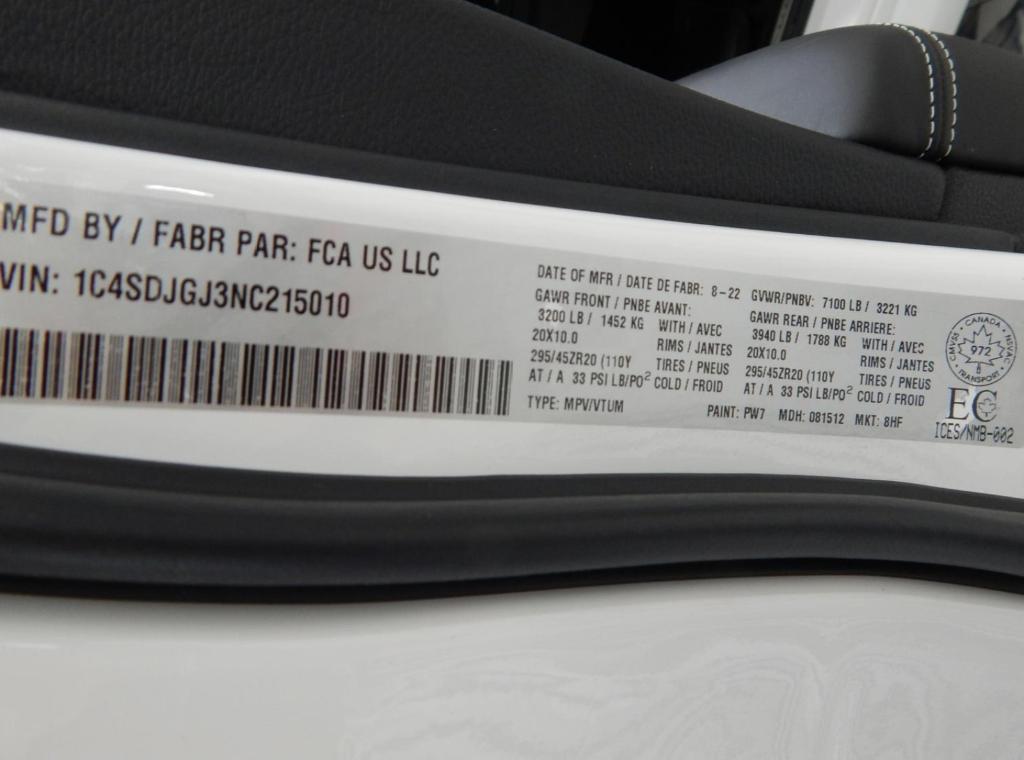 MFD BY / FABR PAR: FCA US LLC
VIN: 1C4SDJGJ3NC215010
DATE OF MFR / DATE DE FABR: 8-22 GVWR/PNBV: 7100 LB / 3221 KG
GAWR FRONT / PNBE AVANT:
3200 LB / 1452 KG WITH / AVEC
20X10.0 RIMS / JANTES
295/45ZR20 (110Y TIRES / PNEUS
AT / A 33 PSI LB/PO² COLD / FROID
GAWR REAR / PNBE ARRIERE:
3940 LB / 1788 KG WITH / AVEC
20X10.0 RIMS / JANTES
295/45ZR20 (110Y TIRES / PNEUS
AT / A 33 PSI LB/PO² COLD / FROID
TYPE: MPV/VTUM PAINT: PW7 MDH: 081512 MKT: 8HF
CANADA
CMVSS NSVAC
972
TRANSPORT
EC
ICES/NMB-002